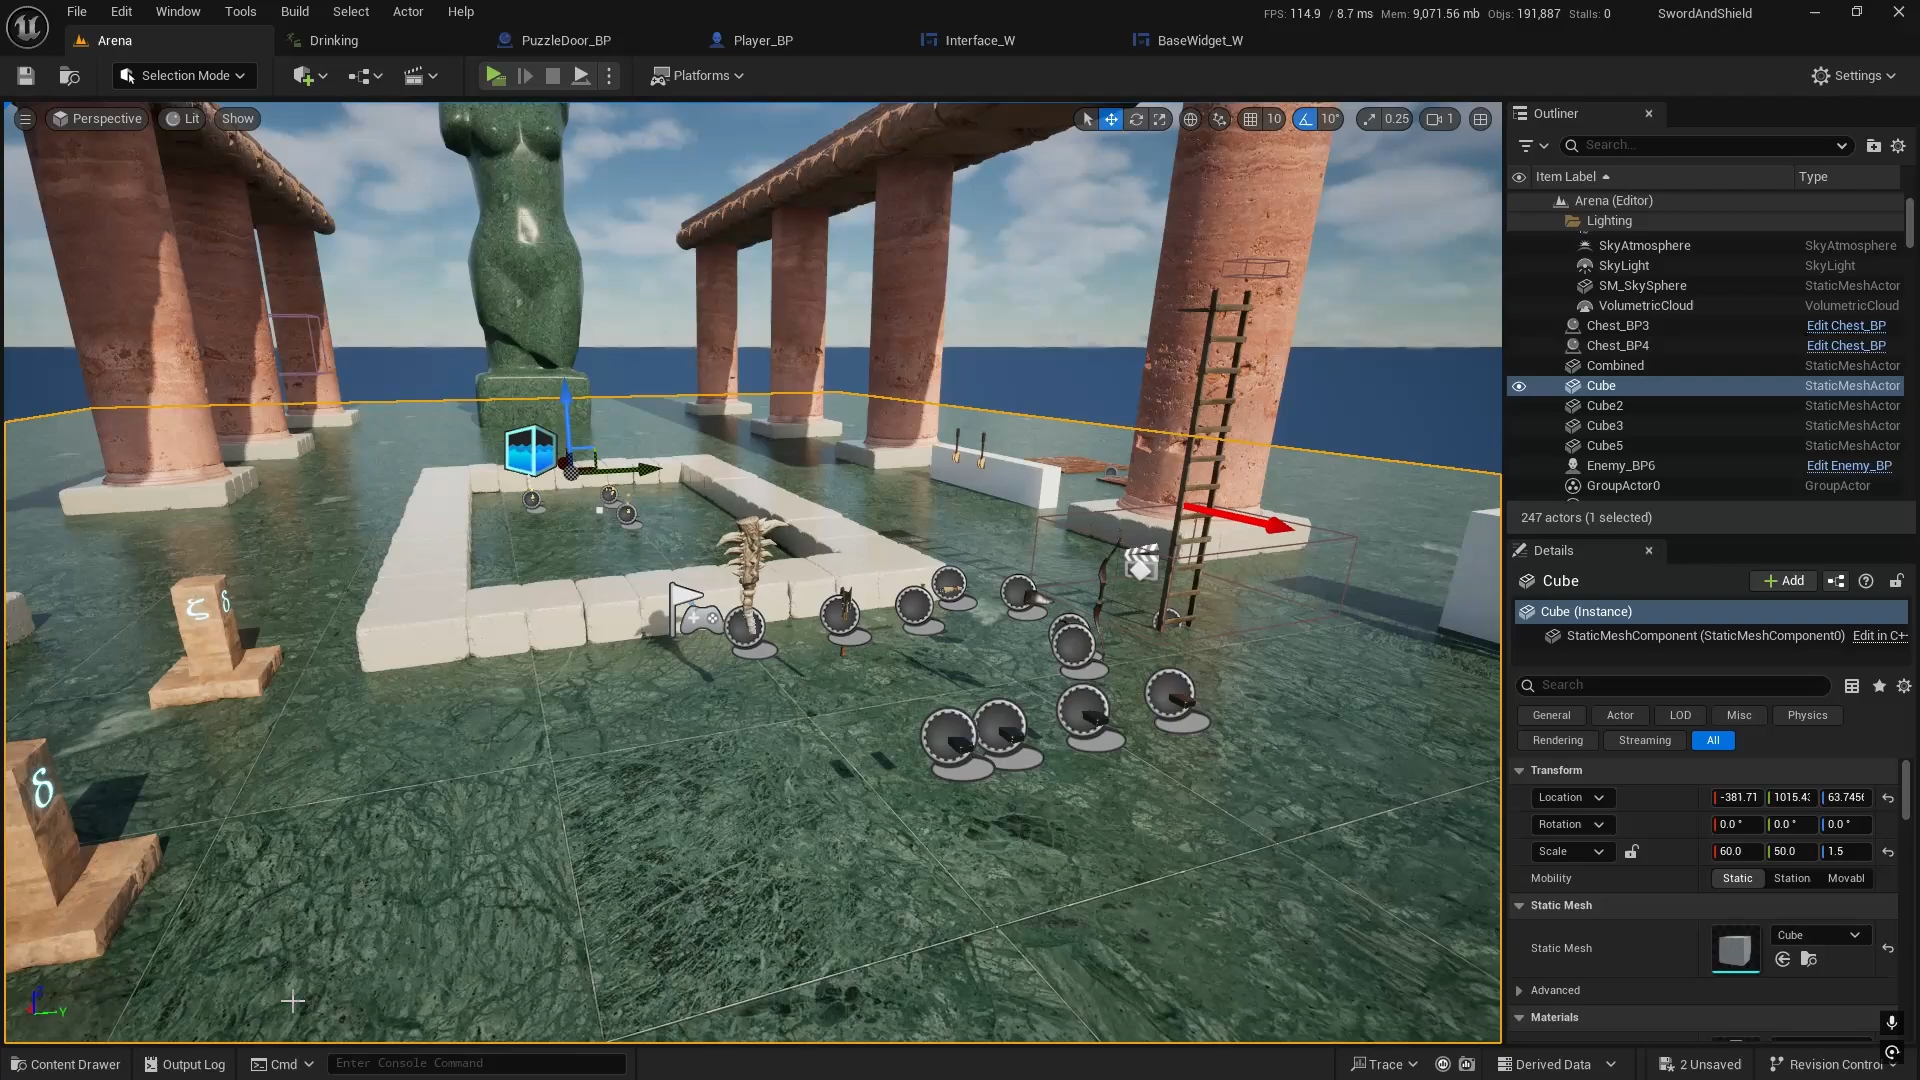 File Edit Window Tools Build Select Actor Help
FPS: 114.9 / 8.7 ms Mem: 9,071.56 mb Objs: 191,887 Stalls: 0 SwordAndShield
Arena Drinking PuzzleDoor_BP Player_BP Interface_W BaseWidget_W
Selection Mode Platforms Settings
Perspective Lit Show 10 10° 0.25 1
Outliner
Search...
Item Label Type
Arena (Editor)
Lighting
SkyAtmosphere SkyAtmosphere
SkyLight SkyLight
SM_SkySphere StaticMeshActor
VolumetricCloud VolumetricCloud
Chest_BP3 Edit Chest_BP
Chest_BP4 Edit Chest_BP
Combined StaticMeshActor
Cube StaticMeshActor
Cube2 StaticMeshActor
Cube3 StaticMeshActor
Cube5 StaticMeshActor
Enemy_BP6 Edit Enemy_BP
GroupActor0 GroupActor
247 actors (1 selected)
Details
Cube Add
Cube (Instance)
StaticMeshComponent (StaticMeshComponent0) Edit in C++
Search
General Actor LOD Misc Physics
Rendering Streaming All
Transform
Location -381.71 1015.43 63.7456
Rotation 0.0 ° 0.0 ° 0.0 °
Scale 60.0 50.0 1.5
Mobility Static Station Movabl
Static Mesh
Static Mesh Cube
Advanced
Materials
ζ δ
δ
Y
Content Drawer Output Log Cmd Enter Console Command Trace Derived Data 2 Unsaved Revision Control